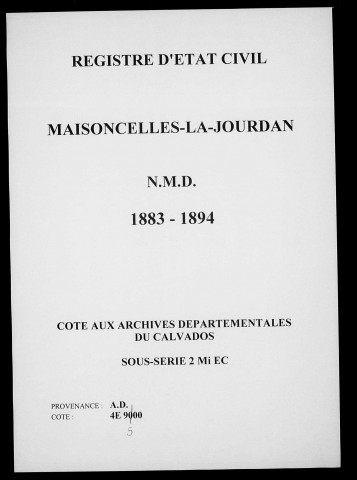 REGISTRE D'ETAT CIVIL
MAISONCELLES-LA-JOURDAN
N.M.D.
1883 - 1894
COTE AUX ARCHIVES DEPARTEMENTALES
DU CALVADOS
SOUS-SERIE 2 Mi EC
PROVENANCE : A.D.
COTE : 4E 9000
5